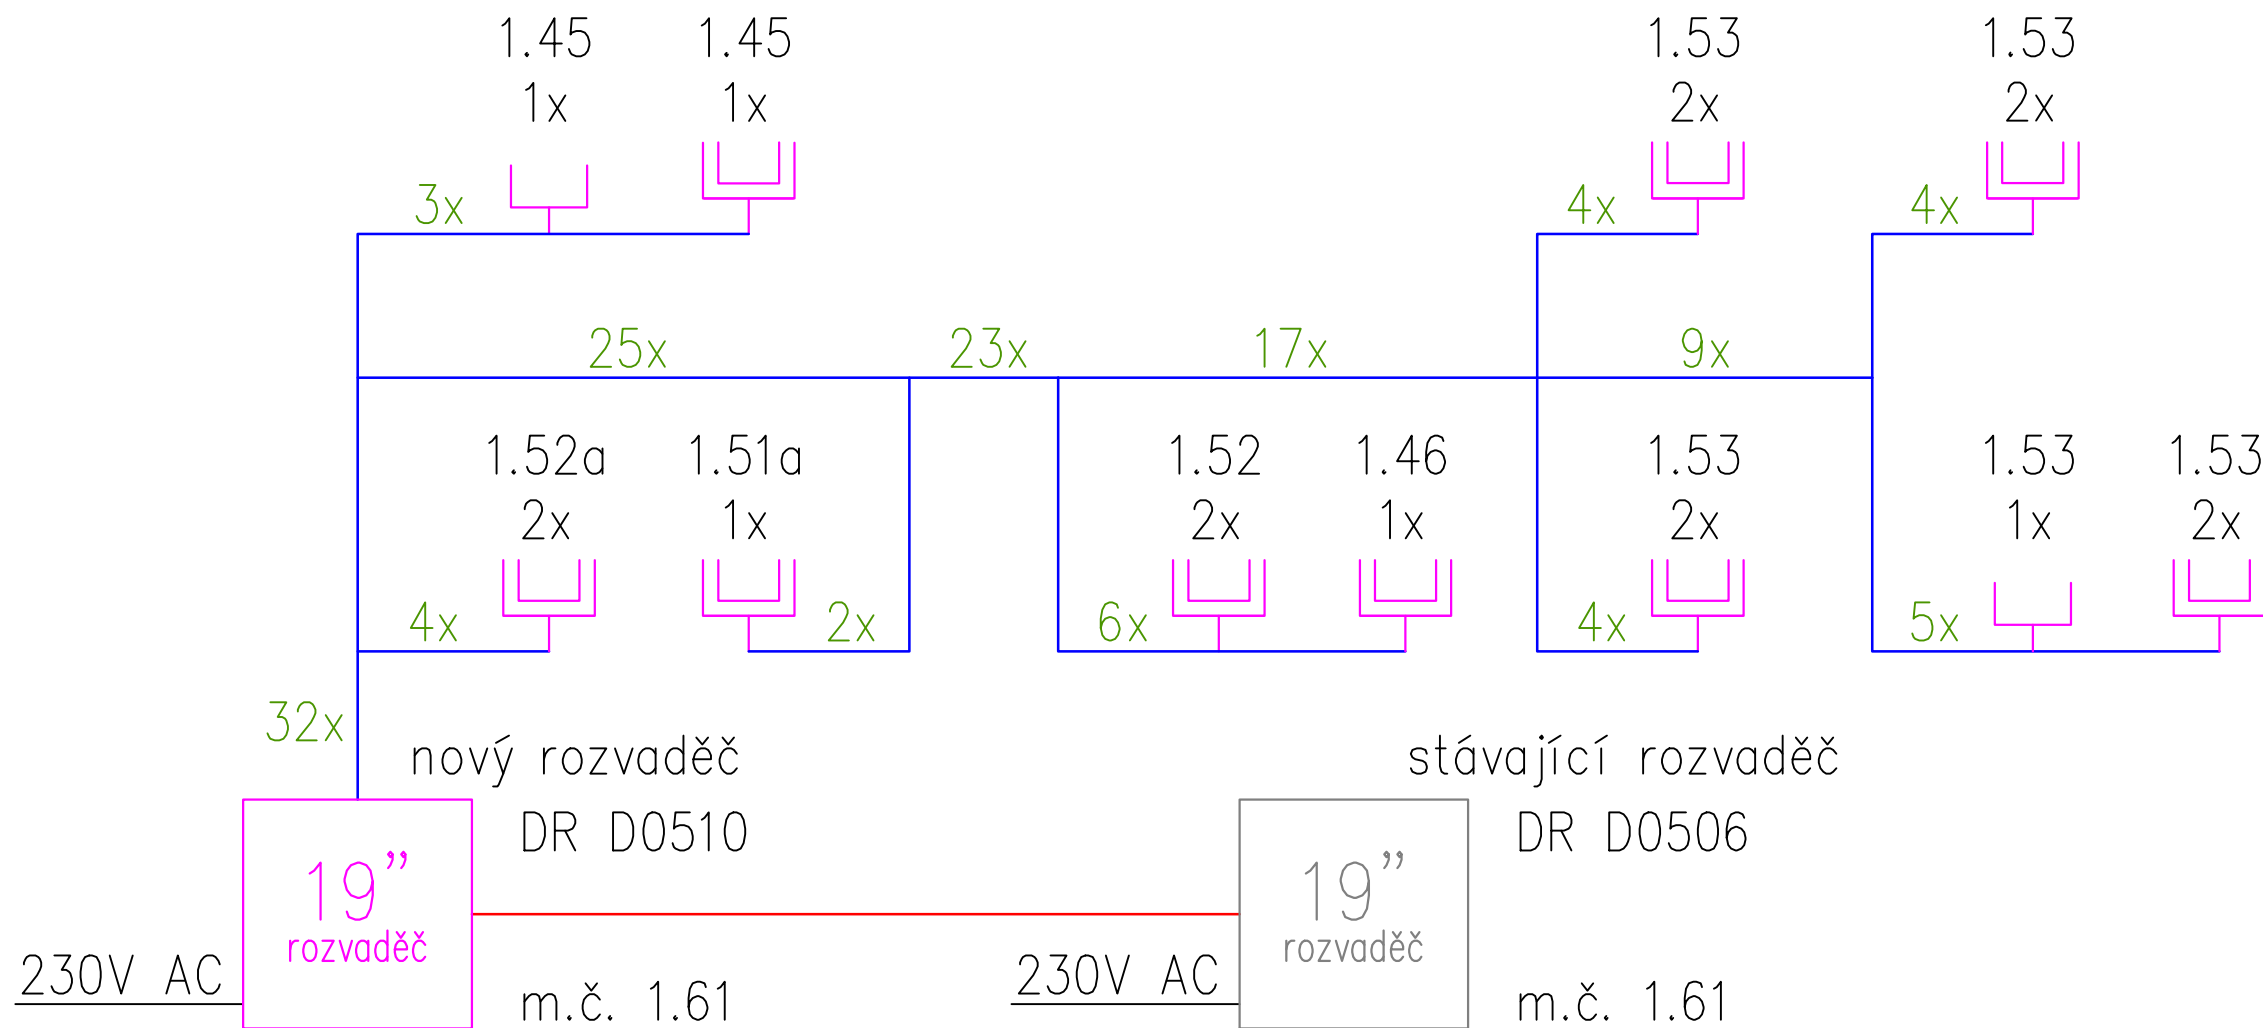 1.45 1.45 1.53 1.53
1x 1x 2x 2x
3x 4x 4x
25x 23x 17x 9x
1.52a 1.51a 1.52 1.46 1.53 1.53 1.53
2x 1x 2x 1x 2x 1x 2x
4x 2x 6x 4x 5x
32x
nový rozvaděč
DR D0510
19”
rozvaděč
230V AC
m.č. 1.61
stávající rozvaděč
DR D0506
19”
rozvaděč
230V AC
m.č. 1.61